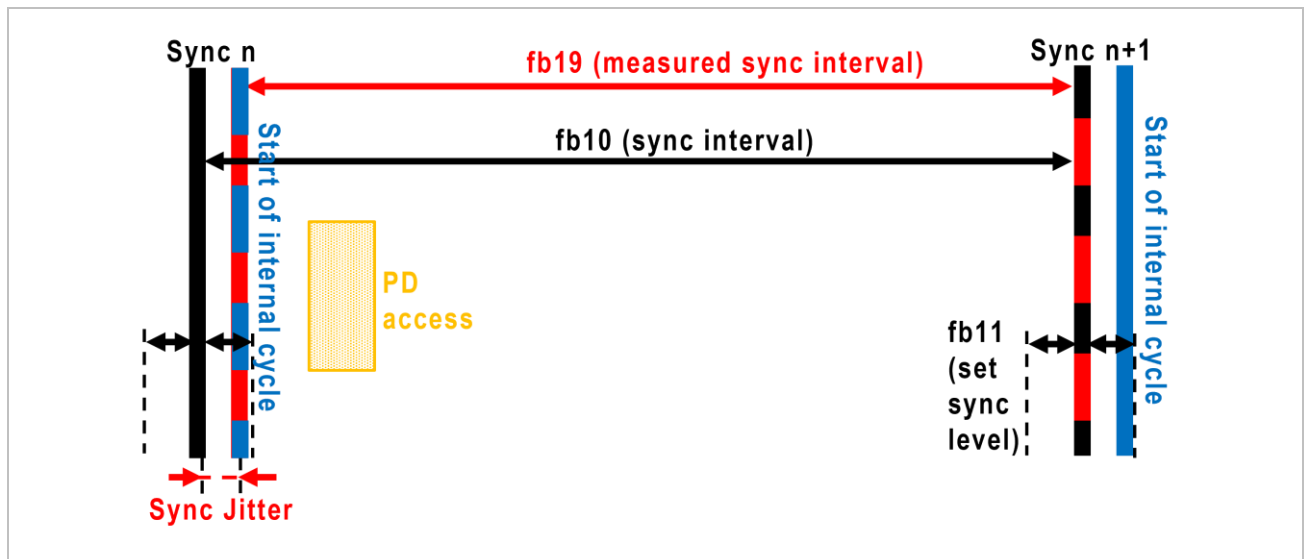 Sync n
fb19 (measured sync interval)
Sync n+1
fb10 (sync interval)
Start of internal cycle
PD
access
fb11
(set
sync
level)
Start of internal cycle
Sync Jitter